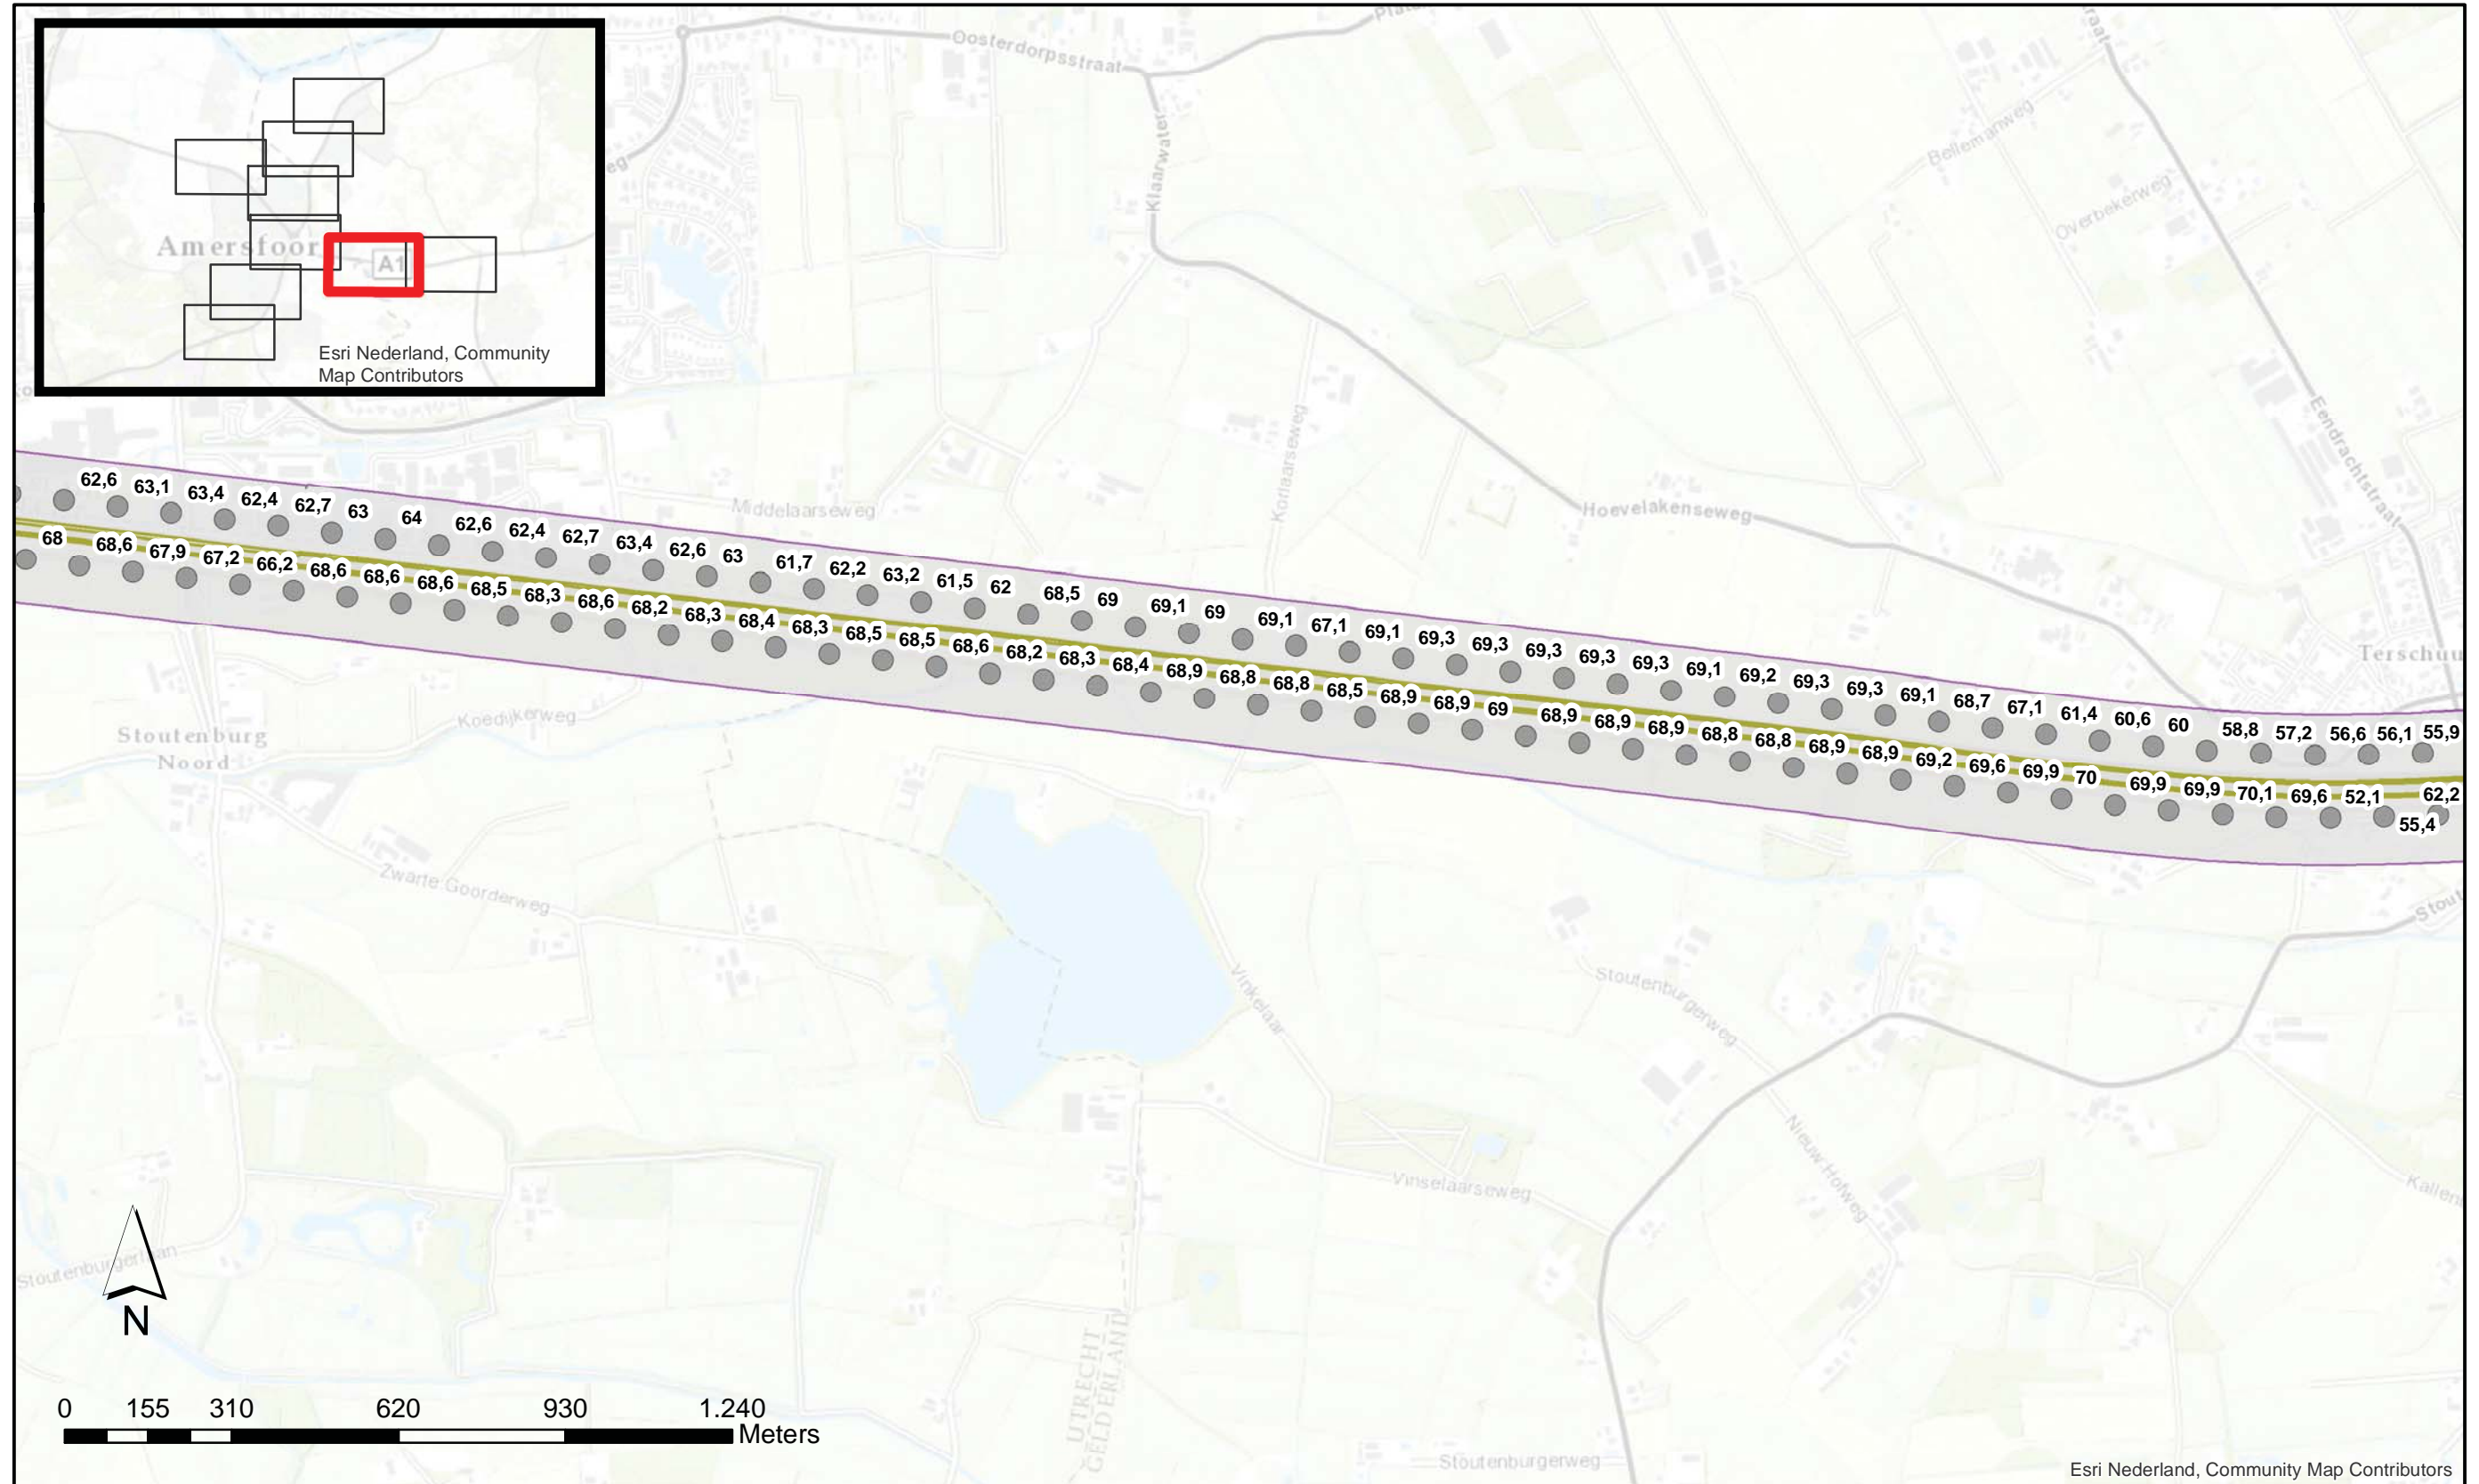 Amersfoor
A1
Esri Nederland, Community
Map Contributors
Oosterdorpsstraat
Klaarwater
Bellemanweg
Overbekerweg
Eendrachtstraat
raat
eg
Korlaarseweg
Middelaarseweg
Hoevelakenseweg
Terschuu
62,6 63,1 63,4 62,4 62,7 63 64 62,6 62,4 62,7 63,4 62,6 63 61,7 62,2 63,2 61,5 62 68,5 69 69,1 69 69,1 67,1 69,1 69,3 69,3 69,3 69,3 69,3 69,1 69,2 69,3 69,3 69,1 68,7 67,1 61,4 60,6 60 58,8 57,2 56,6 56,1 55,9
68 68,6 67,9 67,2 66,2 68,6 68,6 68,6 68,5 68,3 68,6 68,2 68,3 68,4 68,3 68,5 68,5 68,6 68,2 68,3 68,4 68,9 68,8 68,8 68,5 68,9 68,9 69 68,9 68,9 68,9 68,8 68,8 68,9 68,9 69,2 69,6 69,9 70 69,9 69,9 70,1 69,6 52,1 62,2
55,4
Stoutenburg
Noord
Koedijkerweg
Zwarte Goorderweg
Vinkelaar
Stoutenburgerweg
Stout
Nieuw Hofweg
Vinselaarseweg
Kallen
Stoutenburgerlaan
N
UTRECHT
GELDERLAND
Stoutenburgerweg
0 155 310 620 930 1.240
Meters
Esri Nederland, Community Map Contributors